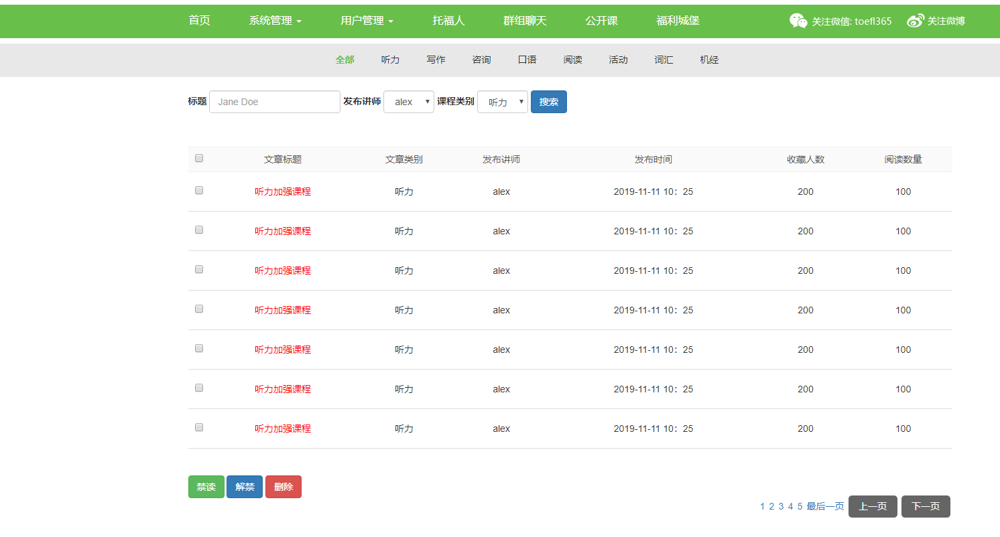 首页 系统管理 用户管理 托福人 群组聊天 公开课 福利城堡 关注微信: toefl365 关注微博
全部 听力 写作 咨询 口语 阅读 活动 词汇 机经
标题 Jane Doe 发布讲师 alex 课程类别 听力 搜索
文章标题 文章类别 发布讲师 发布时间 收藏人数 阅读数量
听力加强课程 听力 alex 2019-11-11 10：25 200 100
听力加强课程 听力 alex 2019-11-11 10：25 200 100
听力加强课程 听力 alex 2019-11-11 10：25 200 100
听力加强课程 听力 alex 2019-11-11 10：25 200 100
听力加强课程 听力 alex 2019-11-11 10：25 200 100
听力加强课程 听力 alex 2019-11-11 10：25 200 100
听力加强课程 听力 alex 2019-11-11 10：25 200 100
禁读 解禁 删除
1 2 3 4 5 最后一页 上一页 下一页